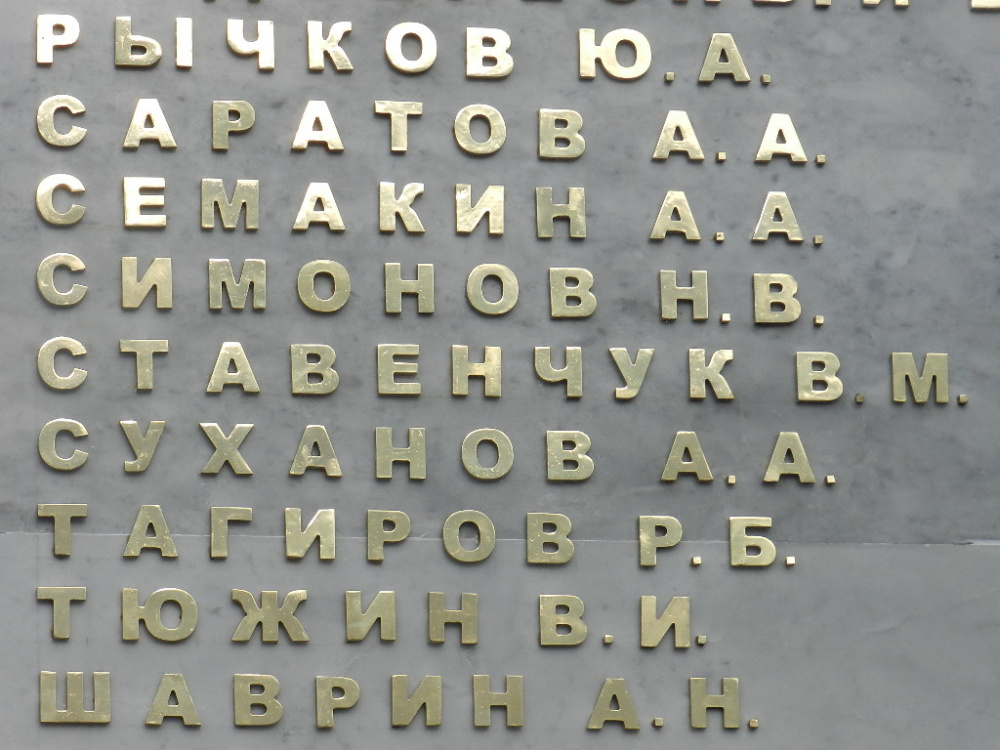 РЫЧКОВ Ю.А.
САРАТОВ А.А.
СЕМАКИН А.А.
СИМОНОВ Н.В.
СТАВЕНЧУК В.М.
СУХАНОВ А.А.
ТАГИРОВ Р.Б.
ТЮЖИН В.И.
ШАВРИН А.Н.